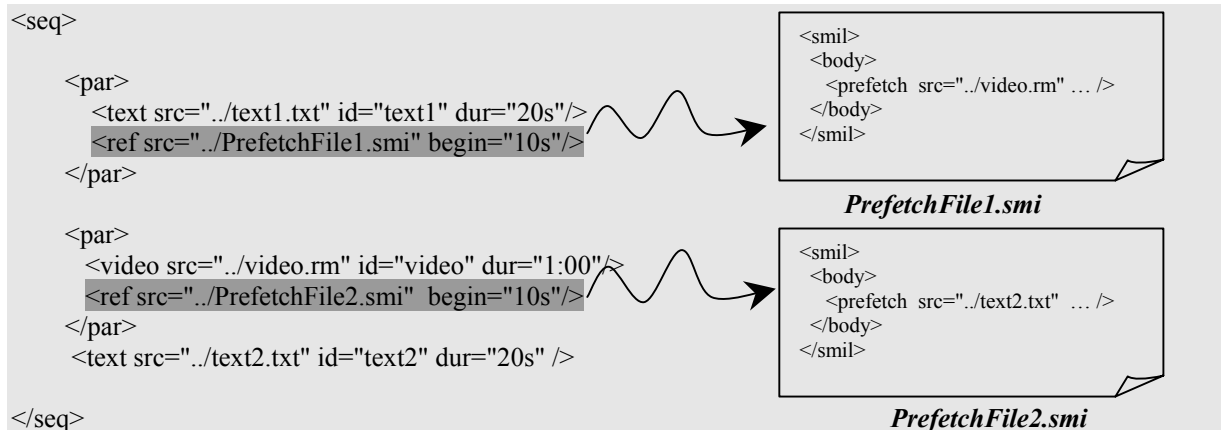 <seq>
<par>
<text src="../text1.txt" id="text1" dur="20s"/>
<ref src="../PrefetchFile1.smi" begin="10s"/>
</par>
<par>
<video src="../video.rm" id="video" dur="1:00"/>
<ref src="../PrefetchFile2.smi" begin="10s"/>
</par>
<text src="../text2.txt" id="text2" dur="20s" />
</seq>
<smil>
<body>
<prefetch src="../video.rm" … />
</body>
</smil>
PrefetchFile1.smi
<smil>
<body>
<prefetch src="../text2.txt" … />
</body>
</smil>
PrefetchFile2.smi